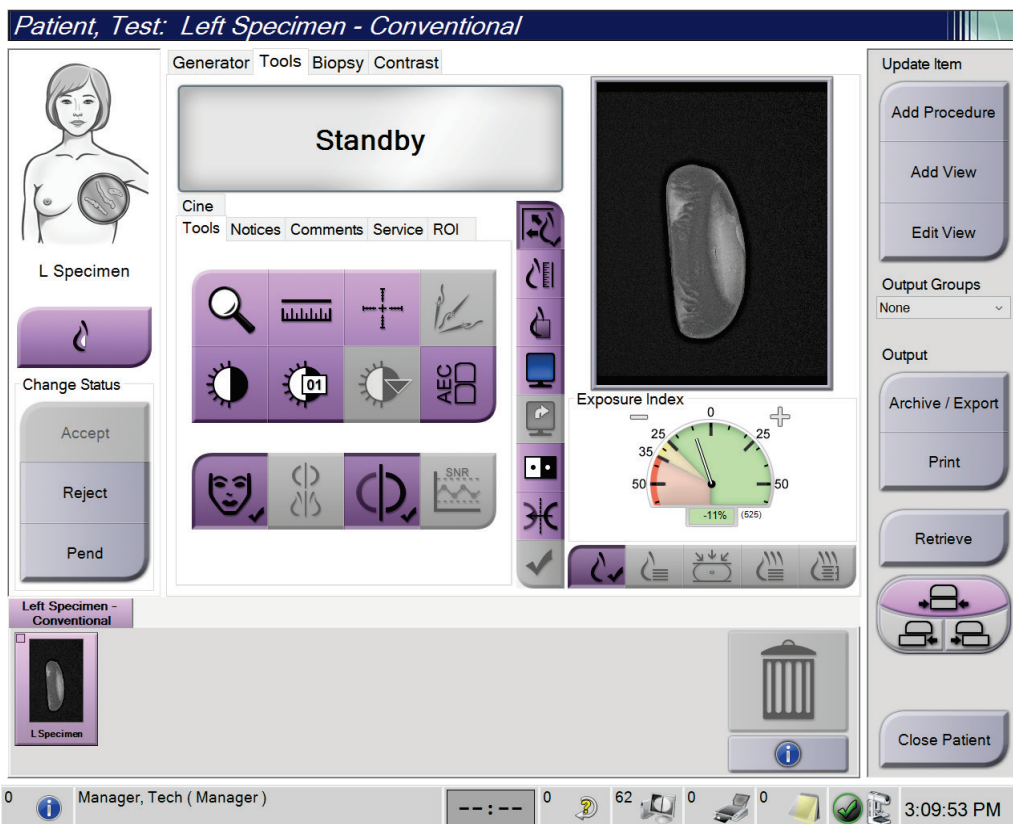 Patient, Test: Left Specimen - Conventional
Generator Tools Biopsy Contrast
Standby
Cine
Tools Notices Comments Service ROI
L Specimen
01
AEC
SNR
Change Status
Accept
Reject
Pend
Exposure Index
0
25 25
35
50 50
-11% (525)
Update Item
Add Procedure
Add View
Edit View
Output Groups
None
Output
Archive / Export
Print
Retrieve
Close Patient
Left Specimen -
Conventional
L Specimen
0 Manager, Tech ( Manager ) --:-- 0 62 0 0 3:09:53 PM